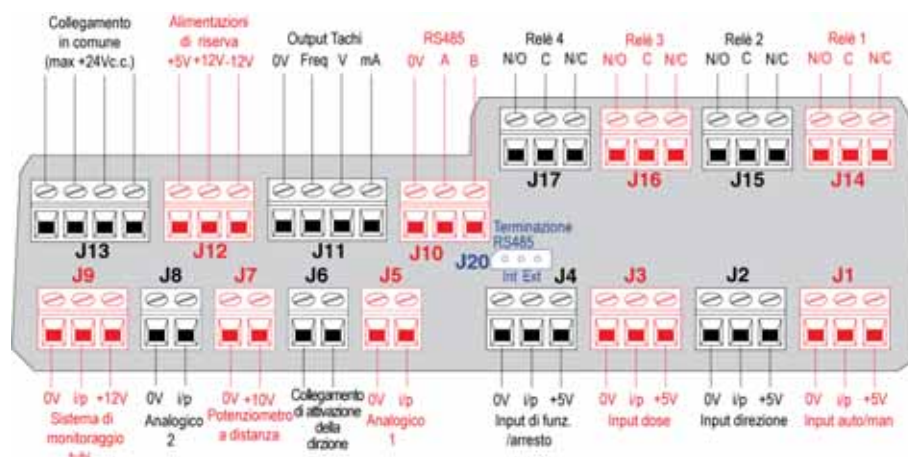 Collegamento
in comune
(max +24Vc.c.)
Alimentazioni
di riserva
+5V +12V -12V
Output Tachi
0V Freq V mA
RS485
0V A B
Relè 4
N/O C N/C
Relè 3
N/O C N/C
Relè 2
N/O C N/C
Relè 1
N/O C N/C
J17
J16
J15
J14
J13
J12
J11
J10
Terminazione
RS485
J20
Int Ext
J9
J8
J7
J6
J5
J4
J3
J2
J1
0V i/p +12V
Sistema di
monitoraggio
0V i/p
Analogico
2
0V +10V
Potenziometro
a distanza
Collegamento
di attivazione
della
dirzione
0V i/p
Analogico
1
0V i/p +5V
Input di funz.
/arresto
0V i/p +5V
Input dose
0V i/p +5V
Input direzione
0V i/p +5V
Input auto/man